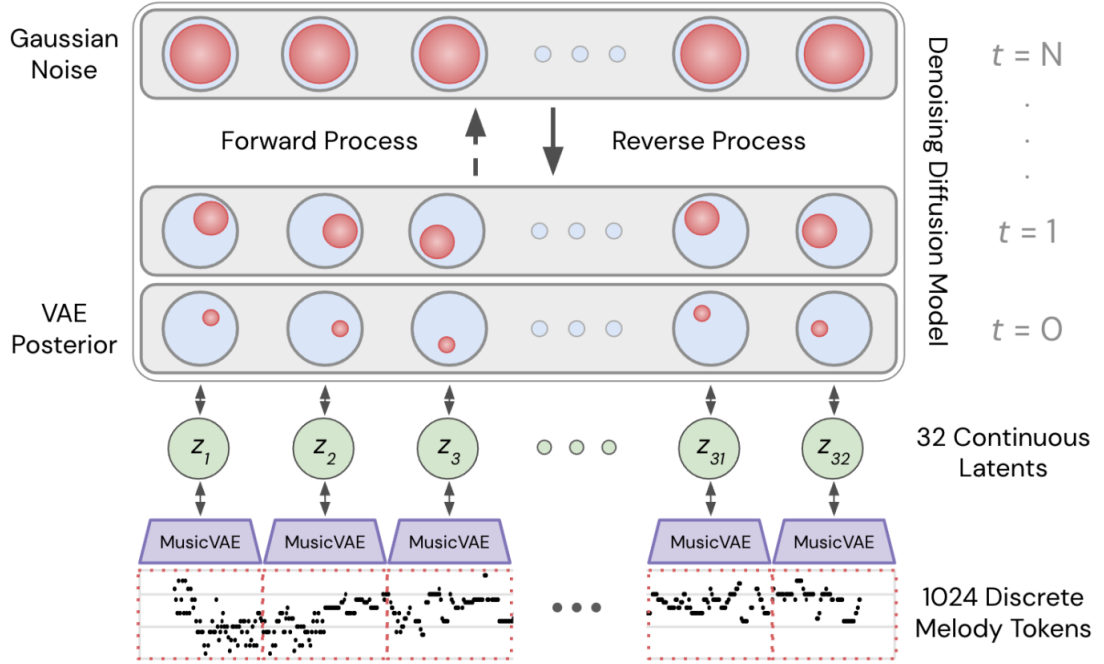 Gaussian
Noise
t = N
Forward Process
Reverse Process
Denoising Diffusion Model
t = 1
VAE
Posterior
t = 0
z1
z2
z3
z31
z32
32 Continuous
Latents
MusicVAE
MusicVAE
MusicVAE
MusicVAE
MusicVAE
1024 Discrete
Melody Tokens